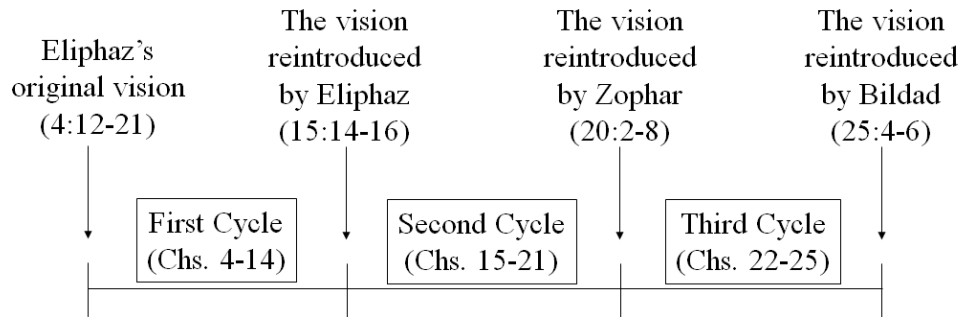 Eliphaz's
original vision
(4:12-21)
The vision
reintroduced
by Eliphaz
(15:14-16)
The vision
reintroduced
by Zophar
(20:2-8)
The vision
reintroduced
by Bildad
(25:4-6)
First Cycle
(Chs. 4-14)
Second Cycle
(Chs. 15-21)
Third Cycle
(Chs. 22-25)